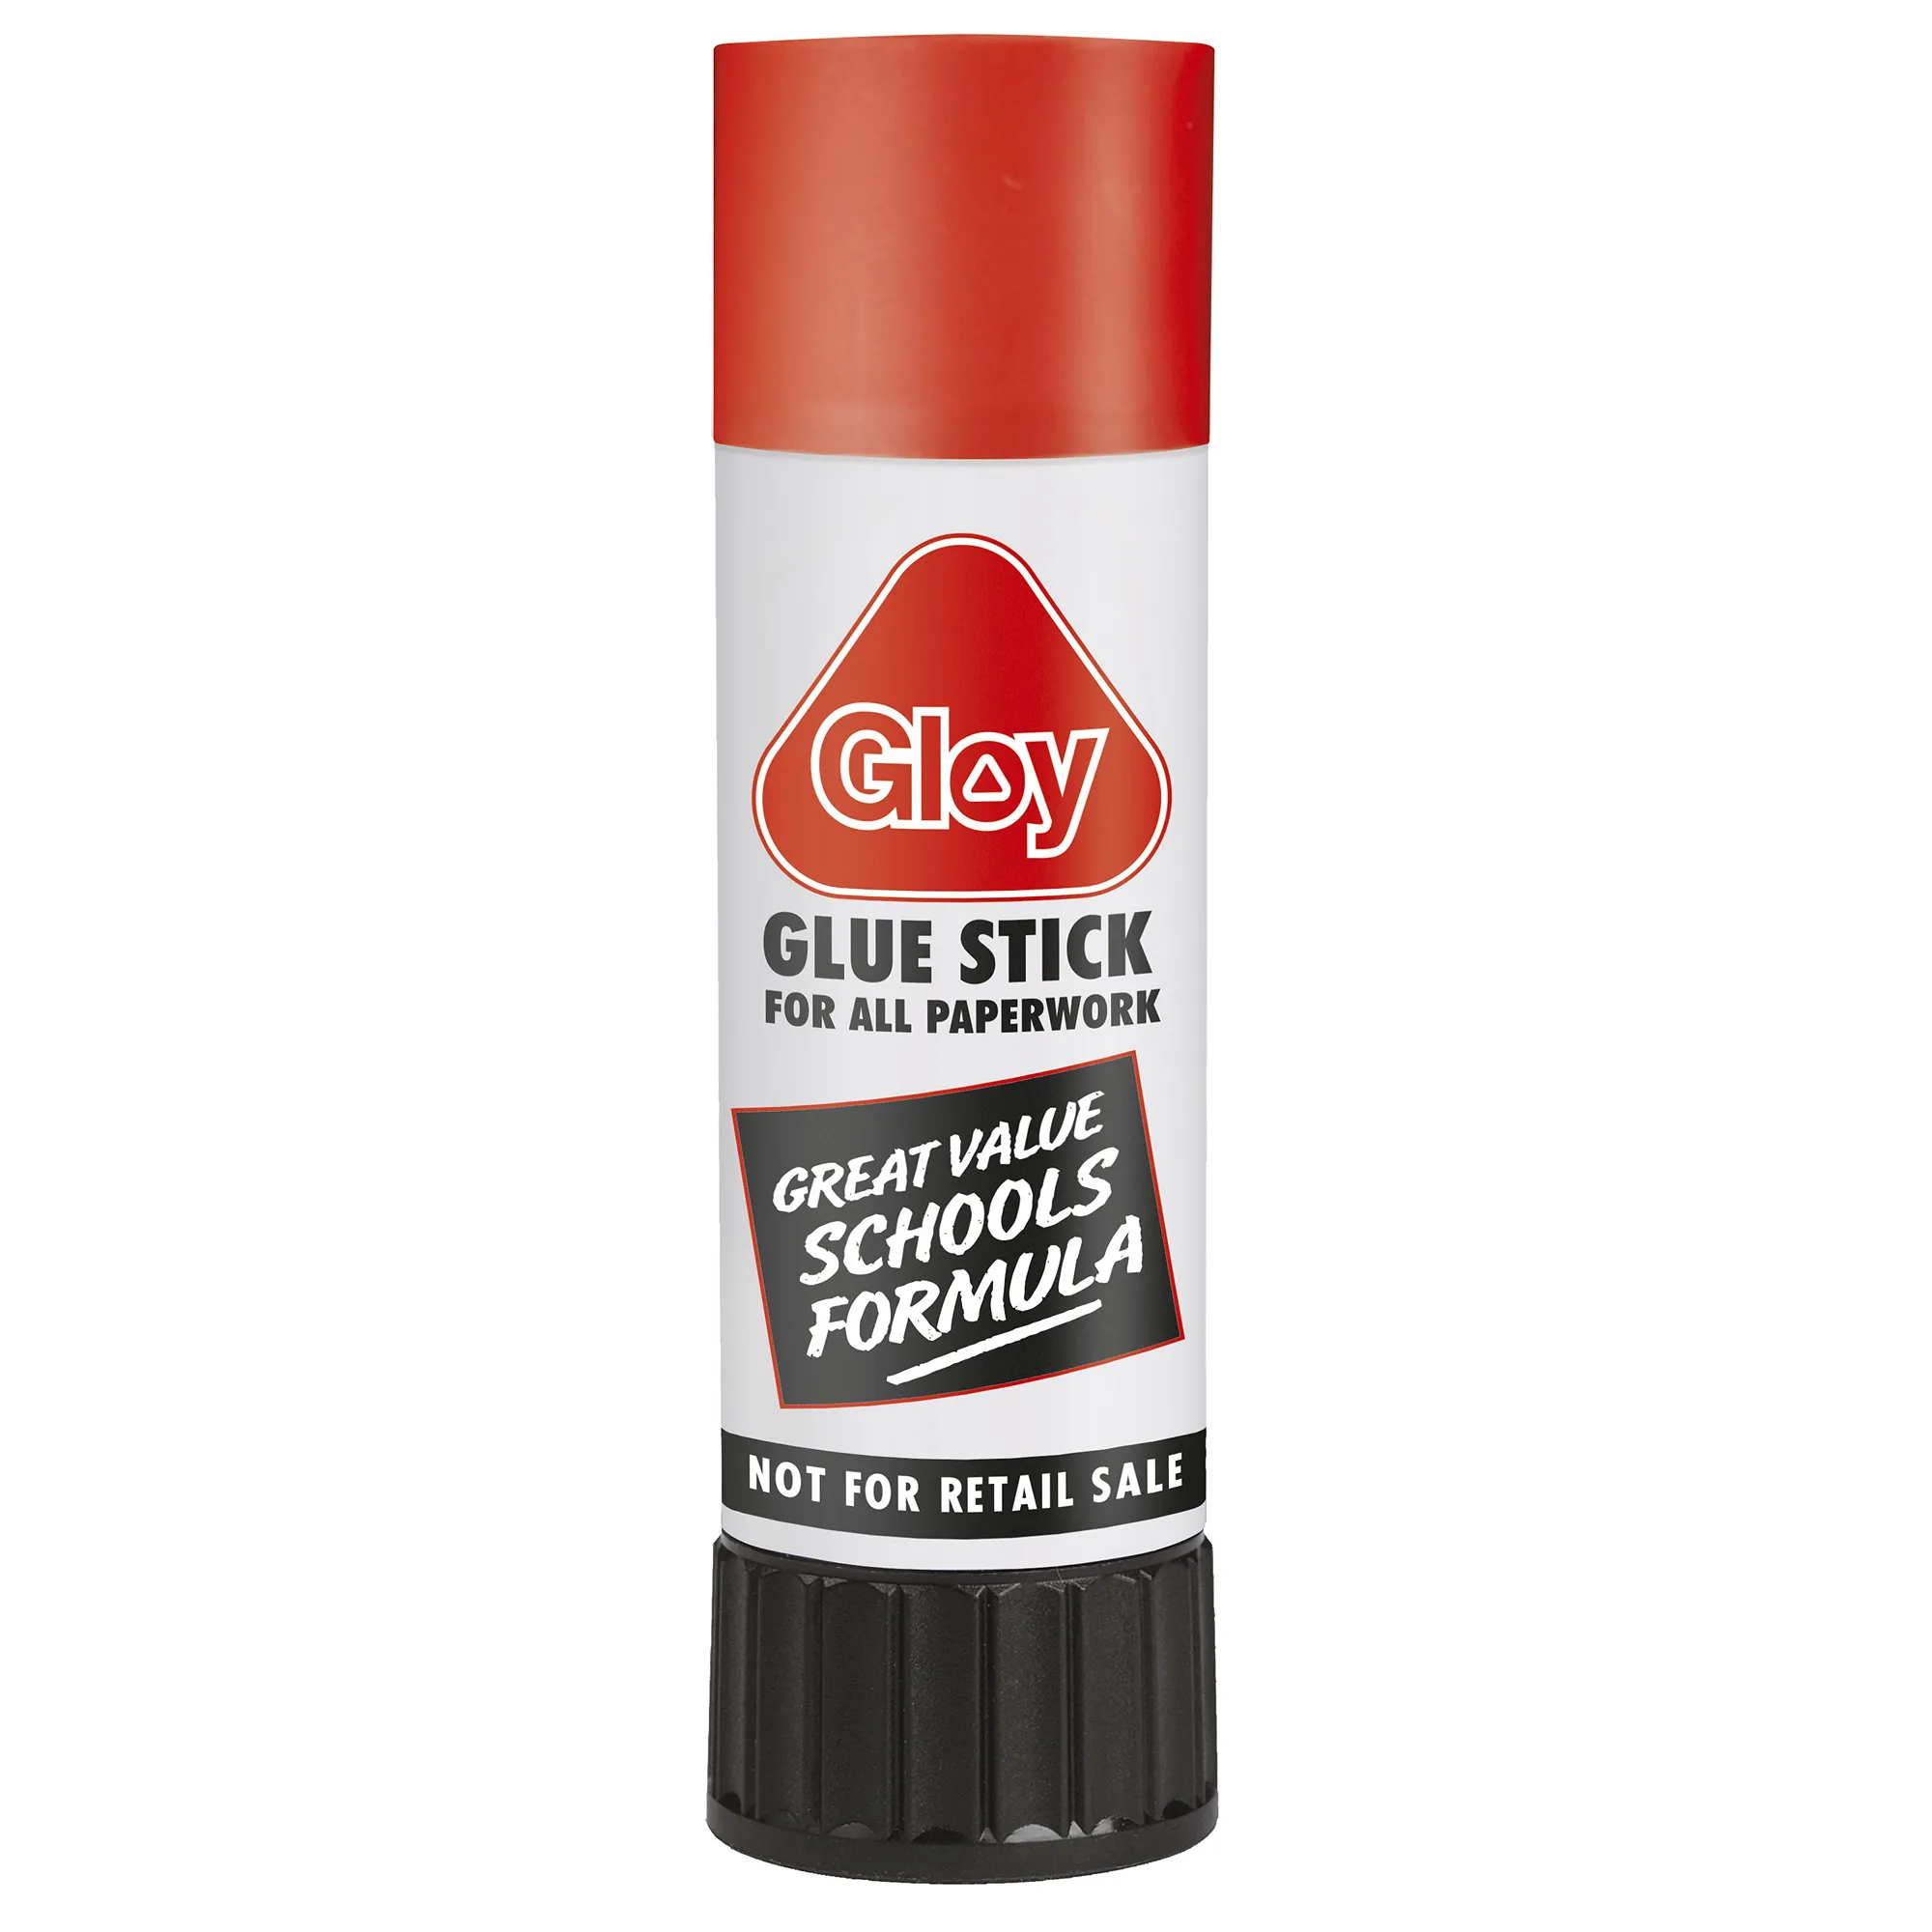 Gloy
GLUE STICK
FOR ALL PAPERWORK
GREAT VALUE
SCHOOLS
FORMULA
NOT FOR RETAIL SALE